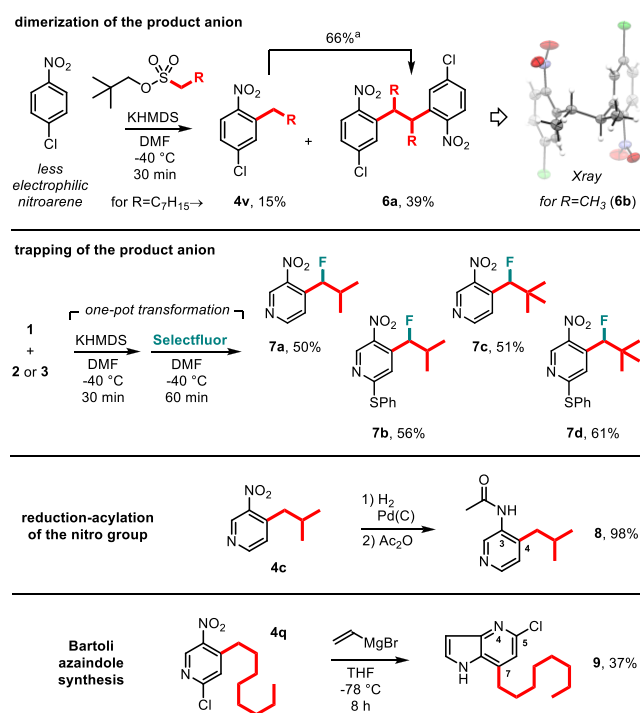 dimerization of the product anion
NO₂
Cl
less
electrophilic
nitroarene
O O
S
O
R
KHMDS
DMF
-40 °C
30 min
for R=C₇H₁₅→
66%ᵃ
NO₂
R
Cl
4v, 15%
+
Cl
NO₂
R
R
O₂N
Cl
6a, 39%
Xray
for R=CH₃ (6b)
trapping of the product anion
one-pot transformation
1
+
2 or 3
KHMDS
DMF
-40 °C
30 min
Selectfluor
DMF
-40 °C
60 min
NO₂
F
N
7a, 50%
NO₂
F
N
SPh
7b, 56%
NO₂
F
N
7c, 51%
NO₂
F
N
SPh
7d, 61%
reduction-acylation
of the nitro group
NO₂
N
4c
1) H₂
Pd(C)
2) Ac₂O
O
NH
3
4
N
8, 98%
Bartoli
azaindole
synthesis
NO₂
4q
N
Cl
MgBr
THF
-78 °C
8 h
N
4
Cl
5
7
N
H
9, 37%